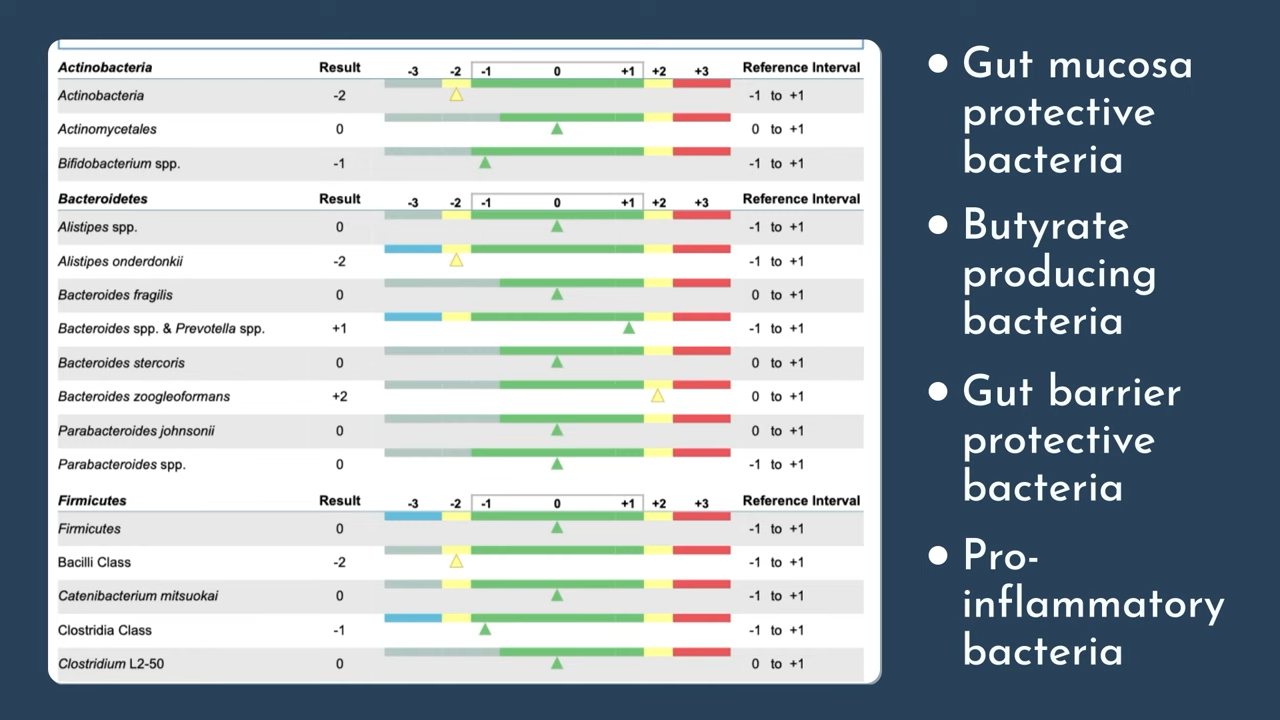 Actinobacteria Result -3 -2 -1 0 +1 +2 +3 Reference Interval
Actinobacteria -2 -1 to +1
Actinomycetales 0 0 to +1
Bifidobacterium spp. -1 -1 to +1
Bacteroidetes Result -3 -2 -1 0 +1 +2 +3 Reference Interval
Alistipes spp. 0 -1 to +1
Alistipes onderdonkii -2 -1 to +1
Bacteroides fragilis 0 0 to +1
Bacteroides spp. & Prevotella spp. +1 -1 to +1
Bacteroides stercoris 0 0 to +1
Bacteroides zoogleoformans +2 0 to +1
Parabacteroides johnsonii 0 0 to +1
Parabacteroides spp. 0 -1 to +1
Firmicutes Result -3 -2 -1 0 +1 +2 +3 Reference Interval
Firmicutes 0 -1 to +1
Bacilli Class -2 -1 to +1
Catenibacterium mitsuokai 0 -1 to +1
Clostridia Class -1 -1 to +1
Clostridium L2-50 0 0 to +1
• Gut mucosa
protective
bacteria
• Butyrate
producing
bacteria
• Gut barrier
protective
bacteria
• Pro-
inflammatory
bacteria